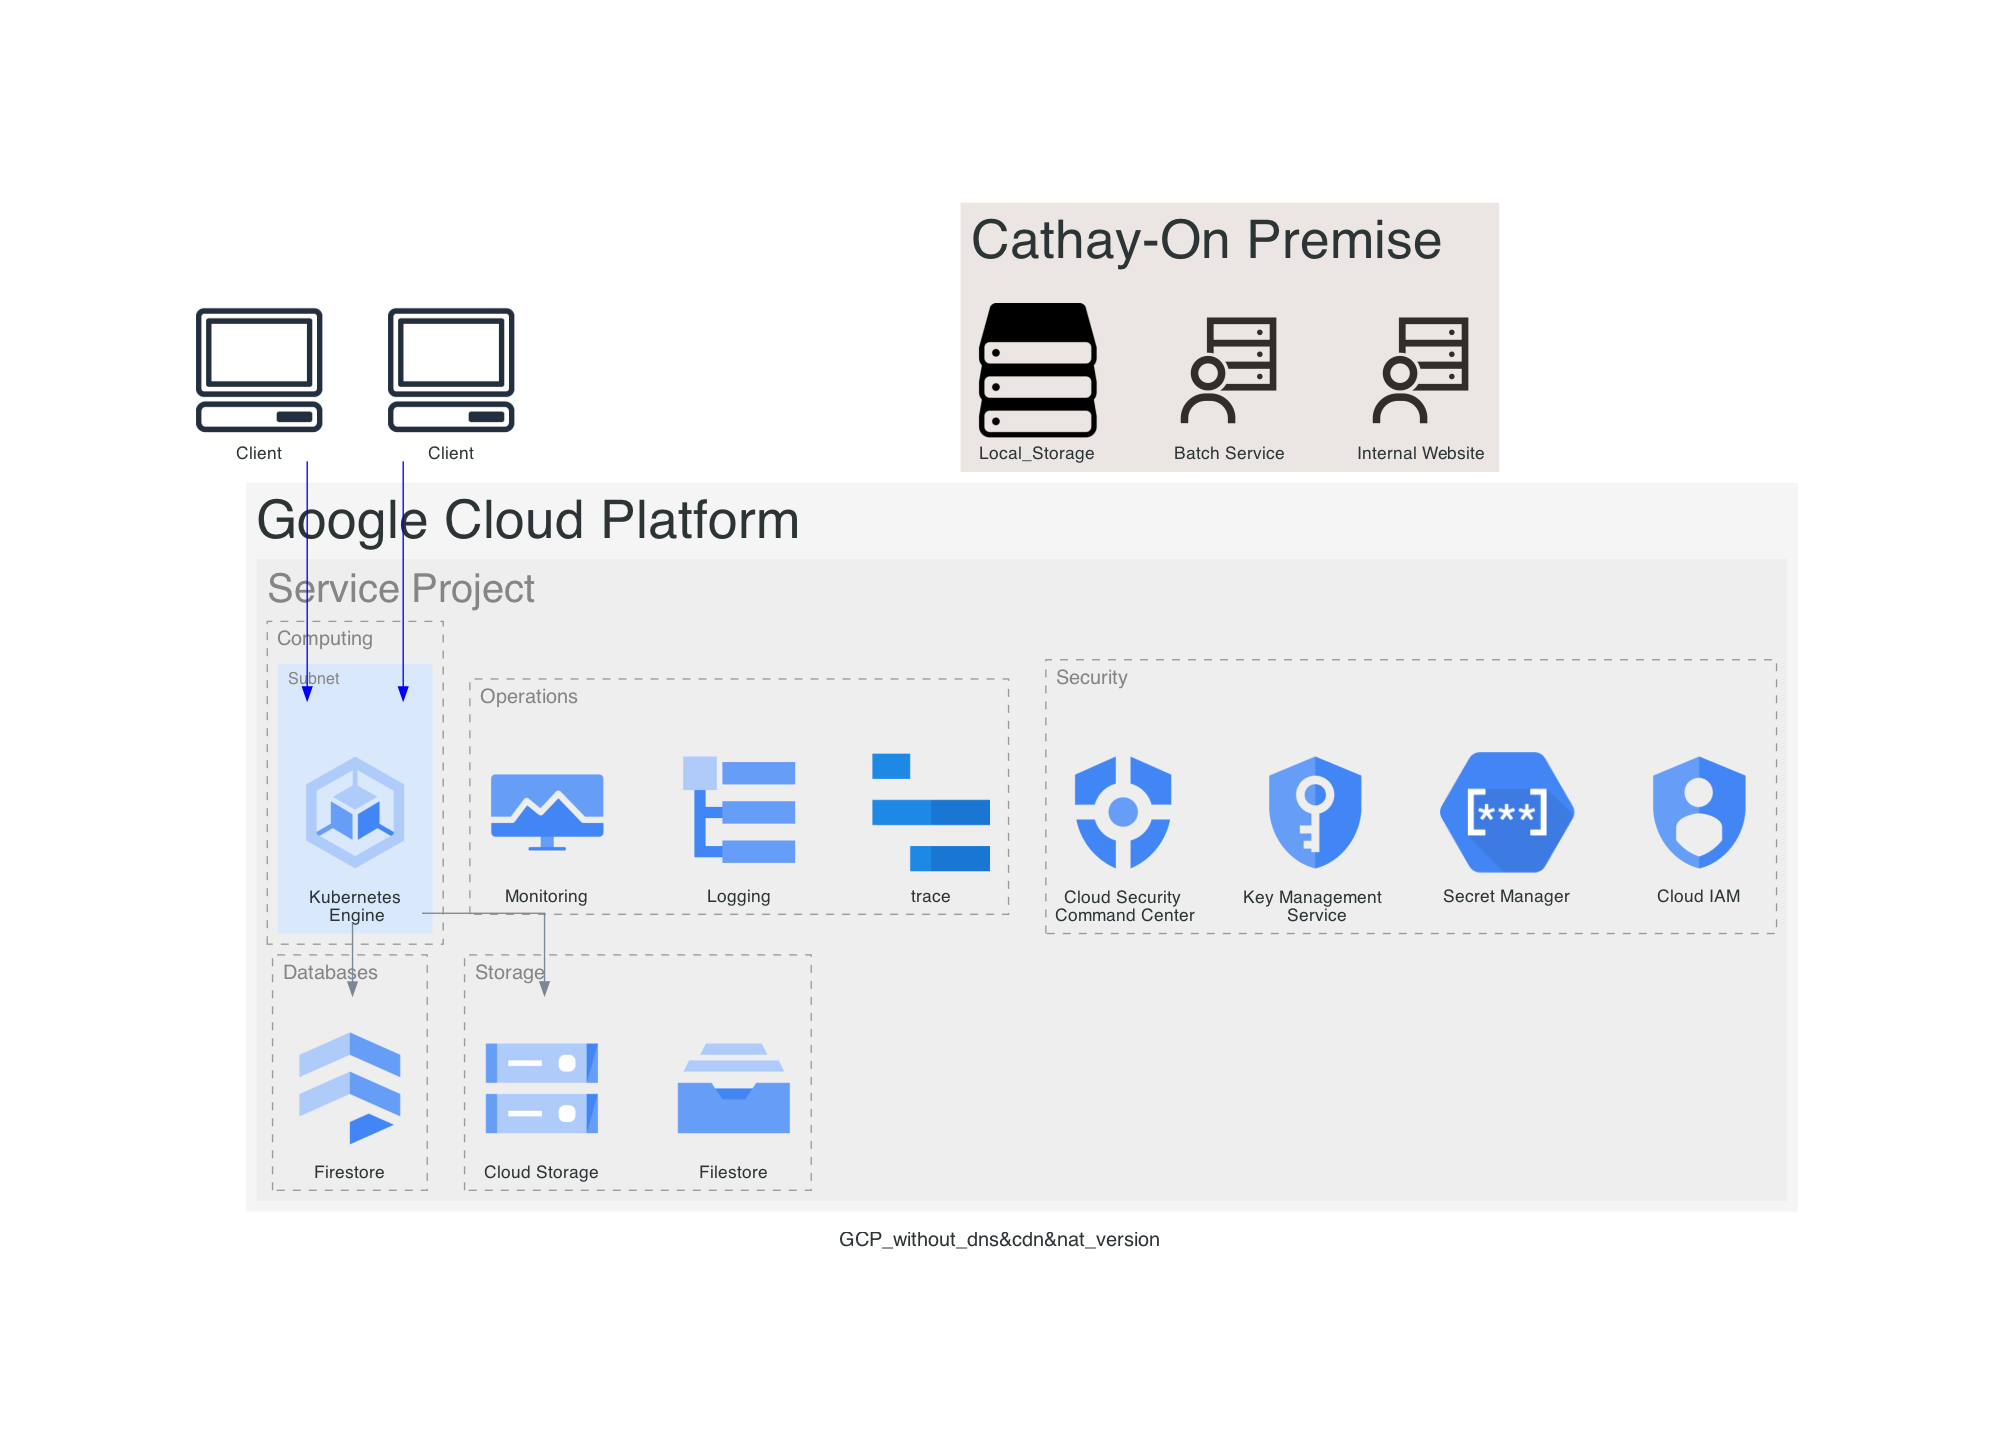 Cathay-On Premise
Client
Client
Local_Storage
Batch Service
Internal Website
Google Cloud Platform
Service Project
Computing
Subnet
Kubernetes
Engine
Operations
Monitoring
Logging
trace
Security
Cloud Security
Command Center
Key Management
Service
Secret Manager
Cloud IAM
Databases
Firestore
Storage
Cloud Storage
Filestore
GCP_without_dns&cdn&nat_version